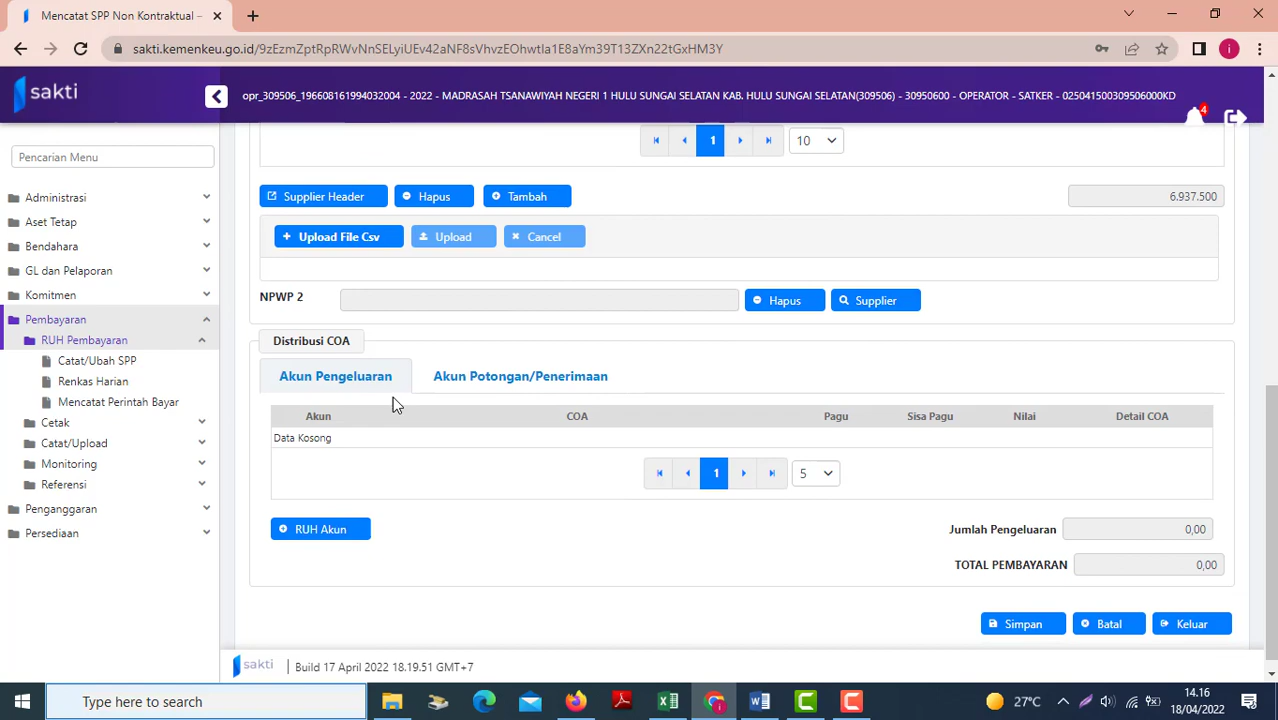 Mencatat SPP Non Kontraktual –
sakti.kemenkeu.go.id/9zEzmZptRpRWvNnSELyiUEv42aNF8sVhvzEOhwtIa1E8aYm39T13ZXn22tGxHM3Y
sakti
opr_309506_196608161994032004 - 2022 - MADRASAH TSANAWIYAH NEGERI 1 HULU SUNGAI SELATAN KAB. HULU SUNGAI SELATAN(309506) - 30950600 - OPERATOR - SATKER - 025041500309506000KD
4
Pencarian Menu
Administrasi
Aset Tetap
Bendahara
GL dan Pelaporan
Komitmen
Pembayaran
RUH Pembayaran
Catat/Ubah SPP
Renkas Harian
Mencatat Perintah Bayar
Cetak
Catat/Upload
Monitoring
Referensi
Penganggaran
Persediaan
1 10
Supplier Header Hapus Tambah 6.937.500
Upload File Csv Upload Cancel
NPWP 2 Hapus Supplier
Distribusi COA
Akun Pengeluaran Akun Potongan/Penerimaan
Akun COA Pagu Sisa Pagu Nilai Detail COA
Data Kosong
1 5
RUH Akun Jumlah Pengeluaran 0,00
TOTAL PEMBAYARAN 0,00
Simpan Batal Keluar
sakti Build 17 April 2022 18.19.51 GMT+7
Type here to search 27°C 14.16
18/04/2022